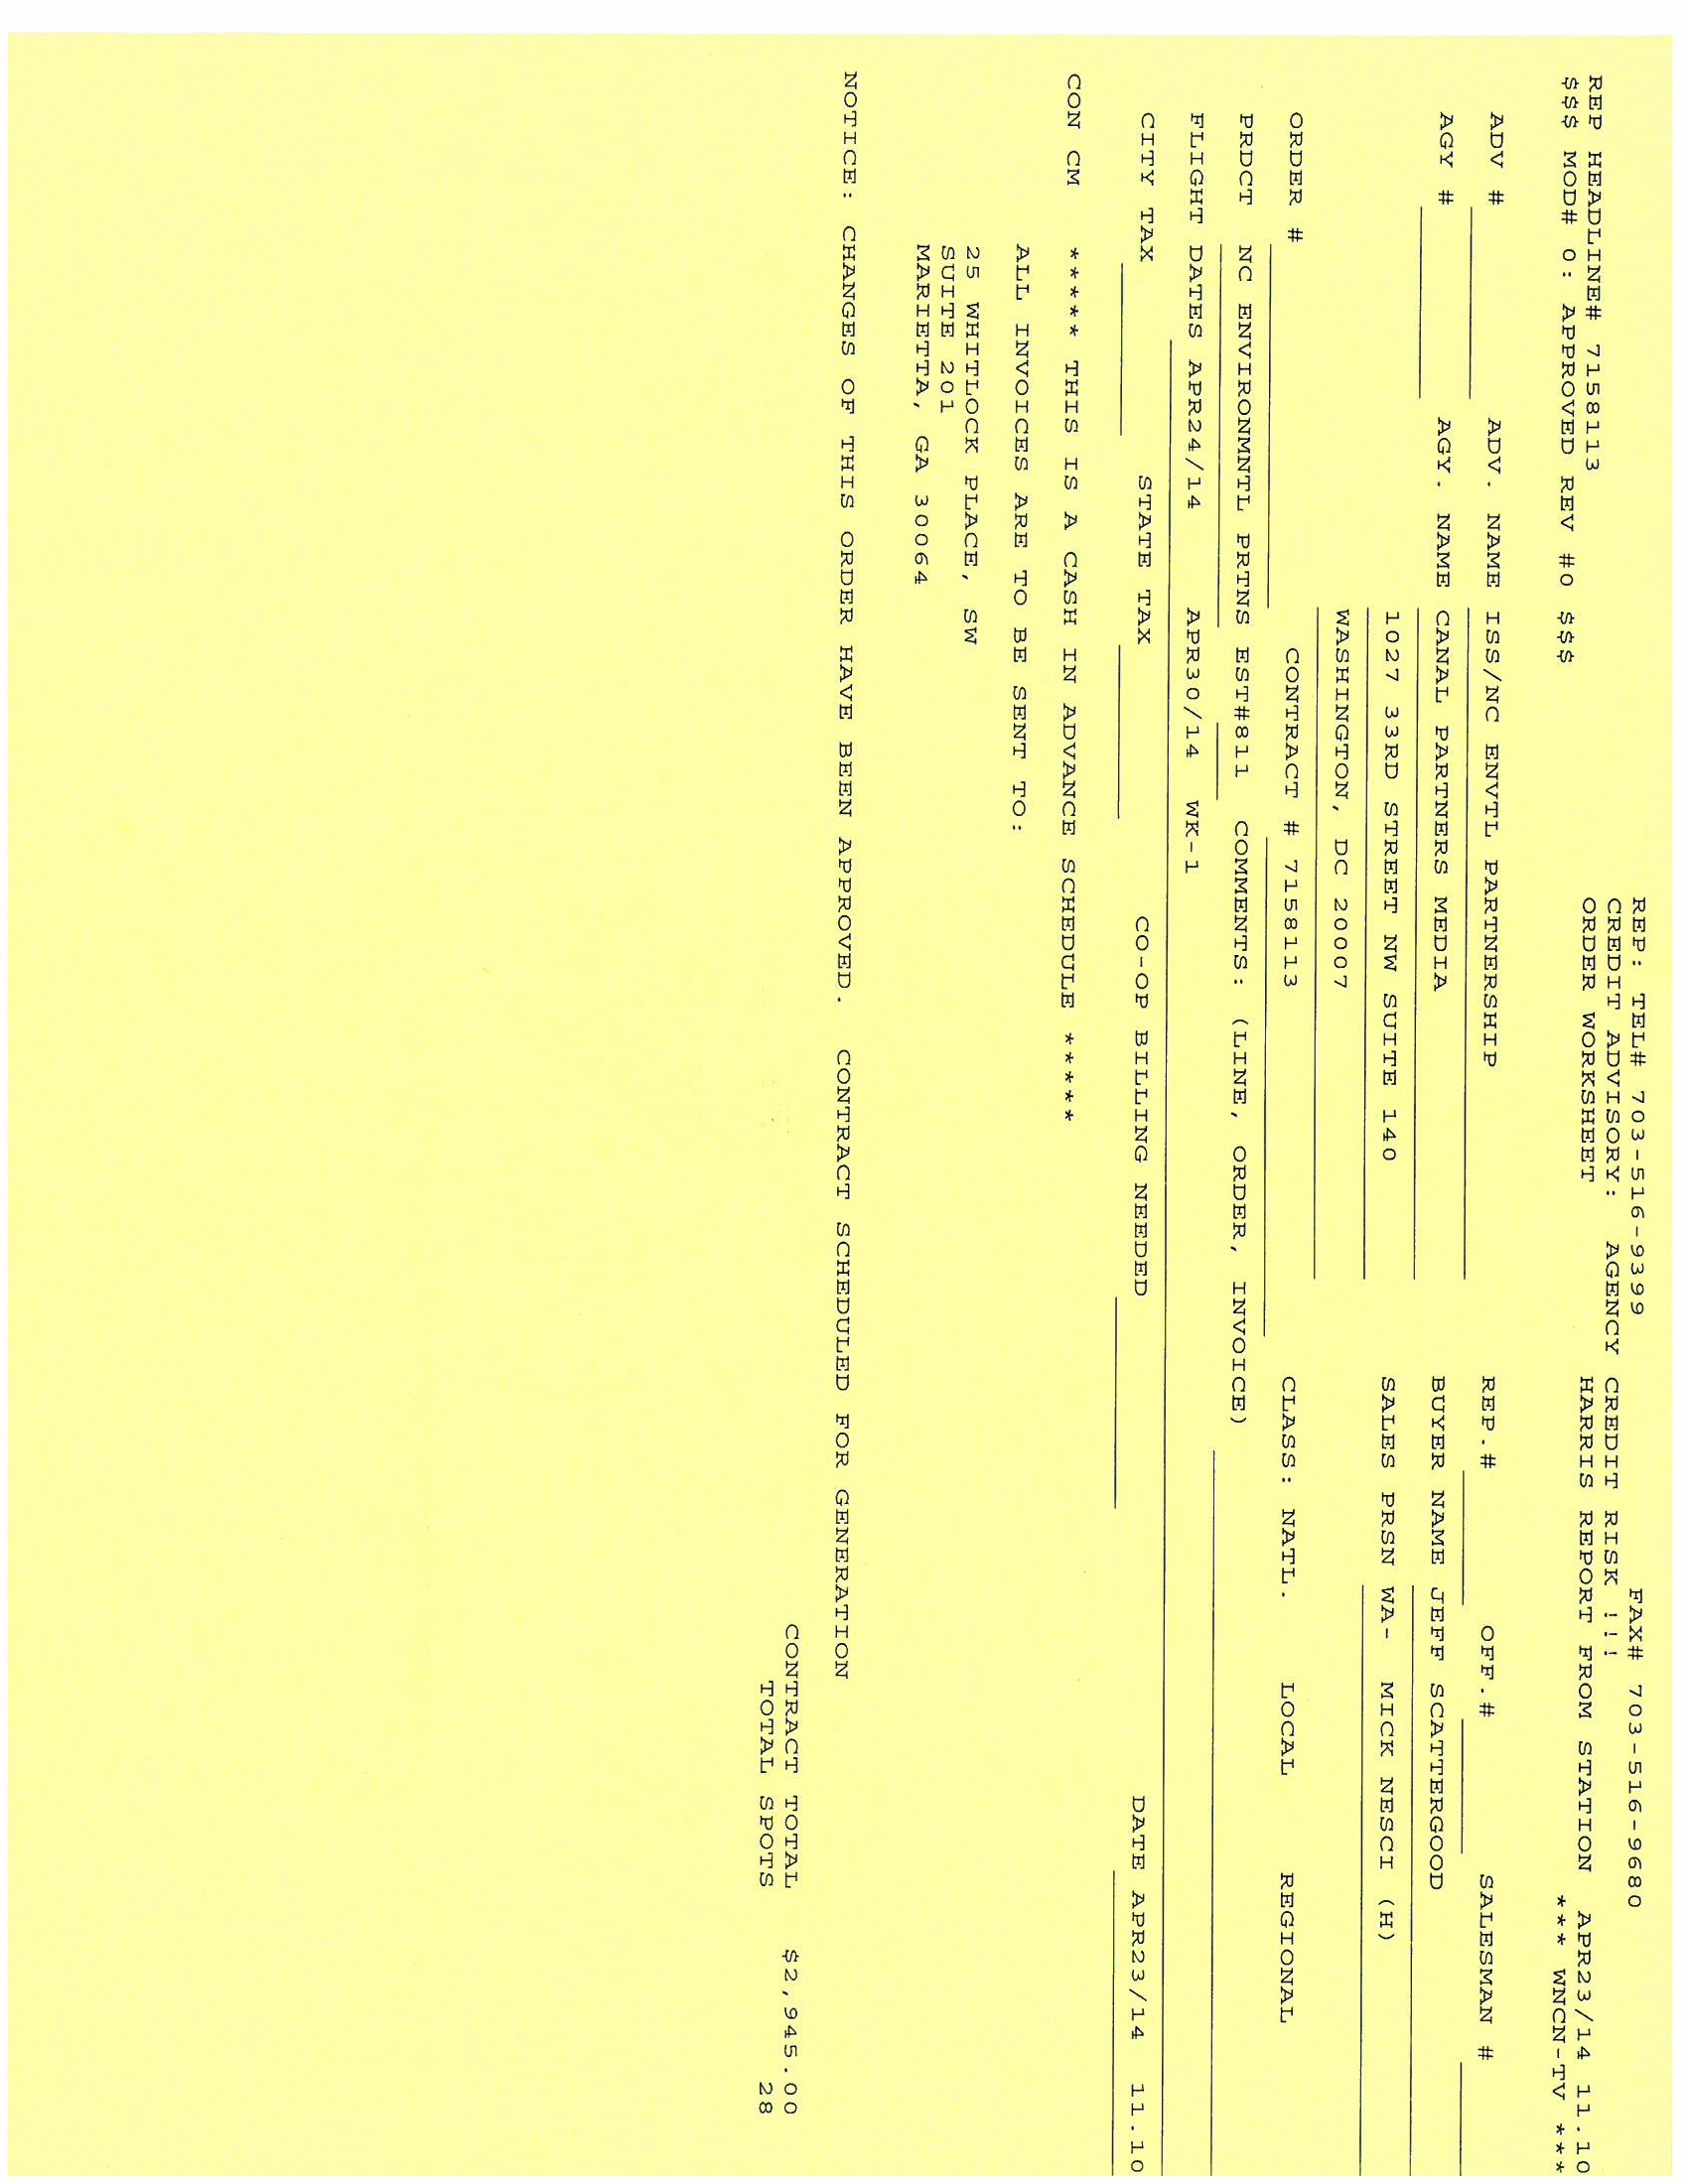 REP: TEL# 703-516-9399 FAX# 703-516-9680
CREDIT ADVISORY: AGENCY CREDIT RISK !!!
REP HEADLINE# 7158113 ORDER WORKSHEET HARRIS REPORT FROM STATION APR23/14 11.10
$$$ MOD# 0: APPROVED REV #0 $$$ *** WNCN-TV ***
ADV # ADV. NAME ISS/NC ENVTL PARTNERSHIP REP.# OFF.# SALESMAN #
AGY # AGY. NAME CANAL PARTNERS MEDIA BUYER NAME JEFF SCATTERGOOD
1027 33RD STREET NW SUITE 140 SALES PRSN WA- MICK NESCI (H)
WASHINGTON, DC 20007
ORDER # CONTRACT # 7158113 CLASS: NATL. LOCAL REGIONAL
PRDCT NC ENVIRONMNTL PRTNS EST#811 COMMENTS: (LINE, ORDER, INVOICE)
FLIGHT DATES APR24/14 APR30/14 WK-1
CITY TAX STATE TAX CO-OP BILLING NEEDED DATE APR23/14 11.10
CON CM ***** THIS IS A CASH IN ADVANCE SCHEDULE *****
ALL INVOICES ARE TO BE SENT TO:
25 WHITLOCK PLACE, SW
SUITE 201
MARIETTA, GA 30064
NOTICE: CHANGES OF THIS ORDER HAVE BEEN APPROVED. CONTRACT SCHEDULED FOR GENERATION
CONTRACT TOTAL $2,945.00
TOTAL SPOTS 28